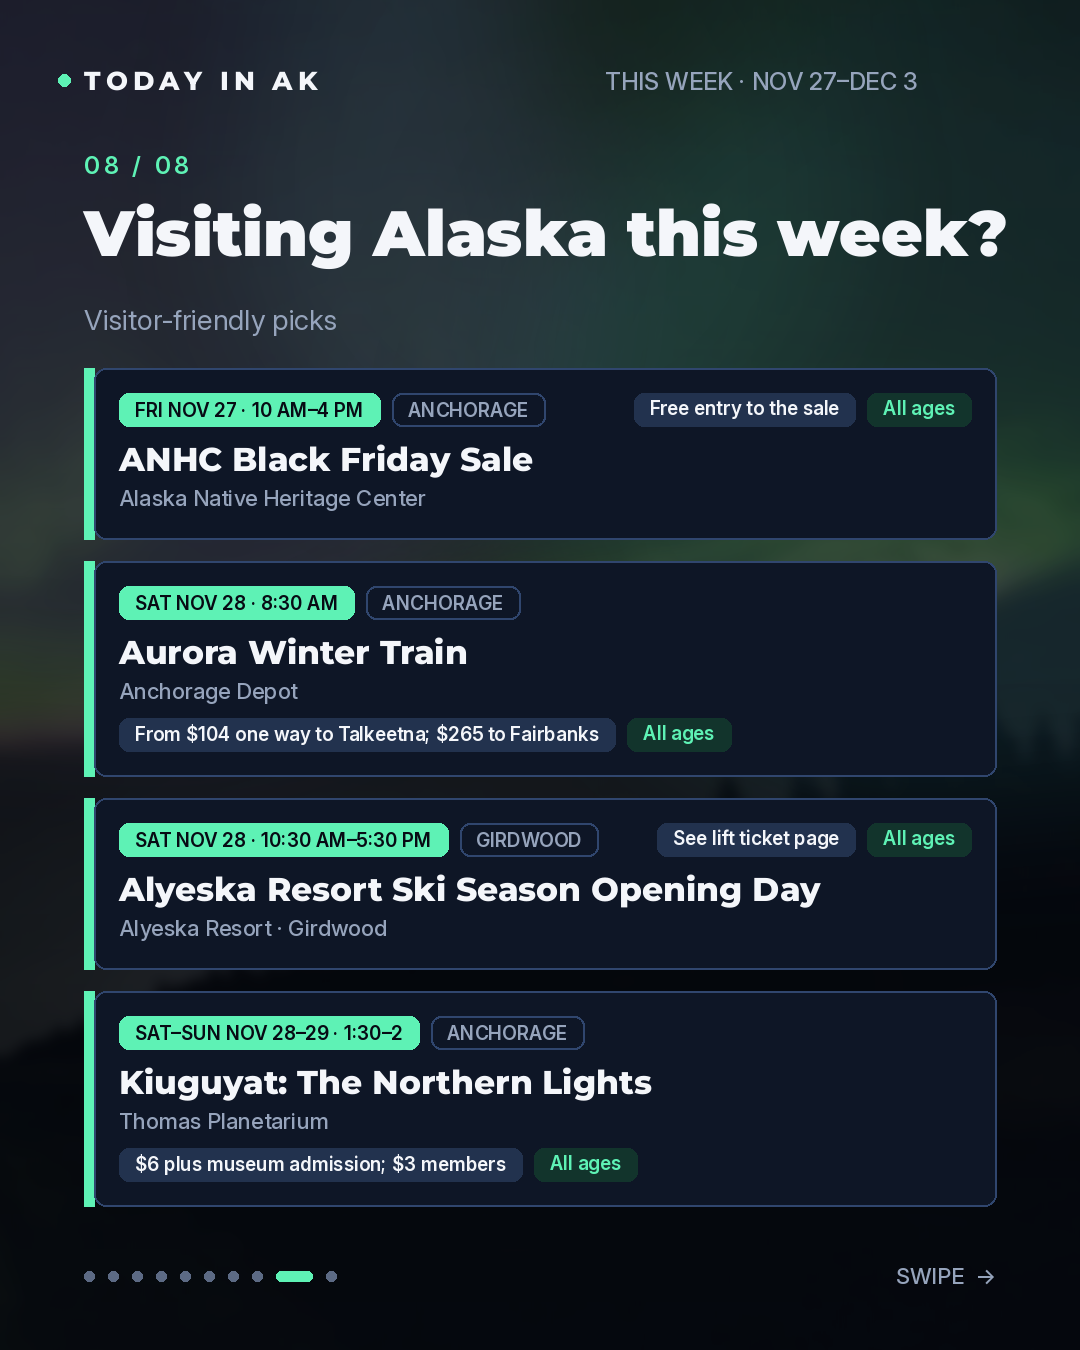 TODAY IN AK
THIS WEEK · NOV 27–DEC 3
08 / 08
Visiting Alaska this week?
Visitor-friendly picks
FRI NOV 27 · 10 AM–4 PM
ANCHORAGE
Free entry to the sale
All ages
ANHC Black Friday Sale
Alaska Native Heritage Center
SAT NOV 28 · 8:30 AM
ANCHORAGE
Aurora Winter Train
Anchorage Depot
From $104 one way to Talkeetna; $265 to Fairbanks
All ages
SAT NOV 28 · 10:30 AM–5:30 PM
GIRDWOOD
See lift ticket page
All ages
Alyeska Resort Ski Season Opening Day
Alyeska Resort · Girdwood
SAT–SUN NOV 28–29 · 1:30–2
ANCHORAGE
Kiuguyat: The Northern Lights
Thomas Planetarium
$6 plus museum admission; $3 members
All ages
SWIPE →